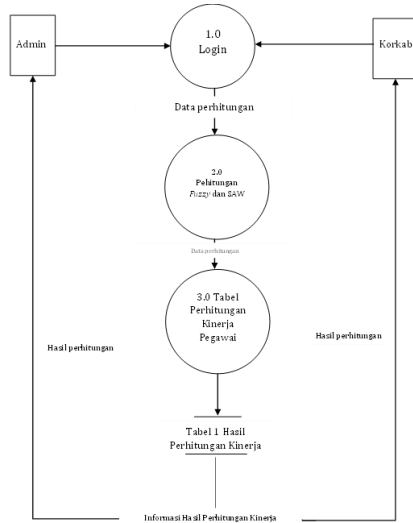 Admin
1.0
Login
Korkab
Data perhitungan
2.0
Pehitungan
Fuzzy dan SAW
Data perhitungan
3.0 Tabel
Perhitungan
Kinerja
Pegawai
Hasil perhitungan
Hasil perhitungan
Tabel 1 Hasil
Perhitungan Kinerja
Informasi Hasil Perhitungan Kinerja